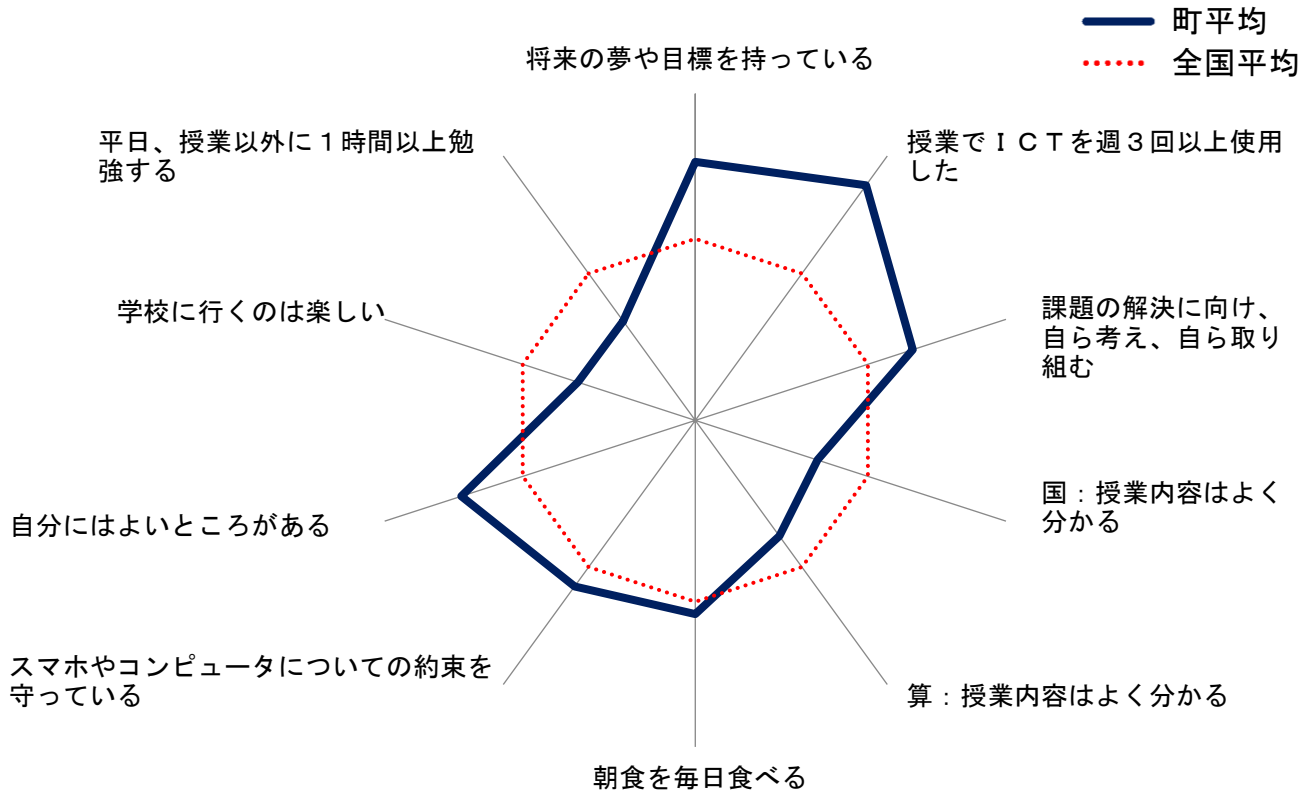 町平均
全国平均
将来の夢や目標を持っている
授業でＩＣＴを週３回以上使用
した
課題の解決に向け、
自ら考え、自ら取り
組む
国：授業内容はよく
分かる
算：授業内容はよく分かる
朝食を毎日食べる
スマホやコンピュータについての約束を
守っている
自分にはよいところがある
学校に行くのは楽しい
平日、授業以外に１時間以上勉
強する